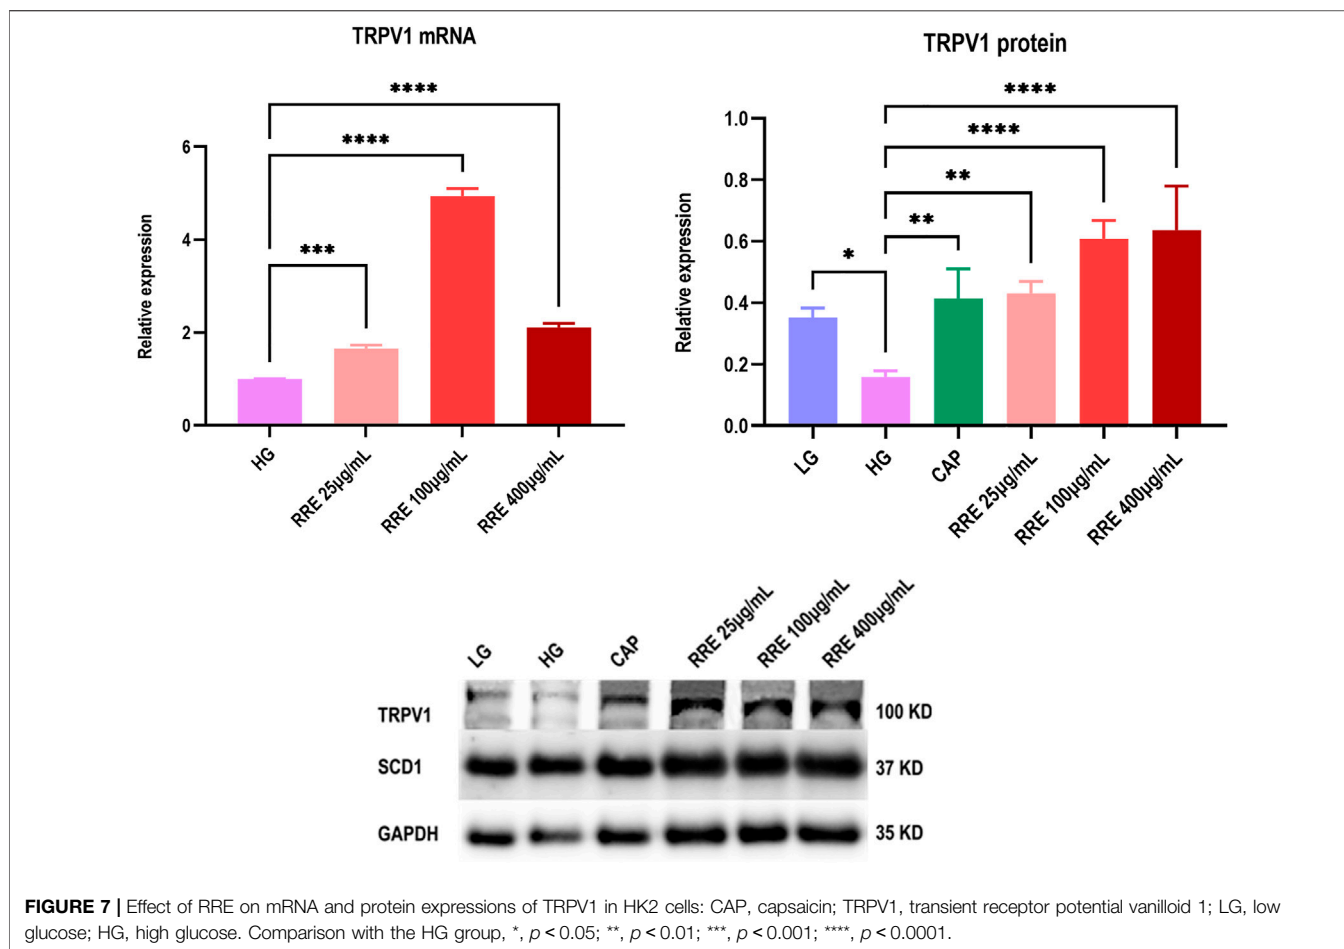 TRPV1 mRNA
****
****
***
Relative expression
6
4
2
0
HG
RRE 25µg/mL
RRE 100µg/mL
RRE 400µg/mL
TRPV1 protein
****
****
**
**
*
Relative expression
1.0
0.8
0.6
0.4
0.2
0.0
LG
HG
CAP
RRE 25µg/mL
RRE 100µg/mL
RRE 400µg/mL
LG HG CAP RRE 25µg/mL RRE 100µg/mL RRE 400µg/mL
TRPV1 100 KD
SCD1 37 KD
GAPDH 35 KD
FIGURE 7 | Effect of RRE on mRNA and protein expressions of TRPV1 in HK2 cells: CAP, capsaicin; TRPV1, transient receptor potential vanilloid 1; LG, low
glucose; HG, high glucose. Comparison with the HG group, *, p < 0.05; **, p < 0.01; ***, p < 0.001; ****, p < 0.0001.